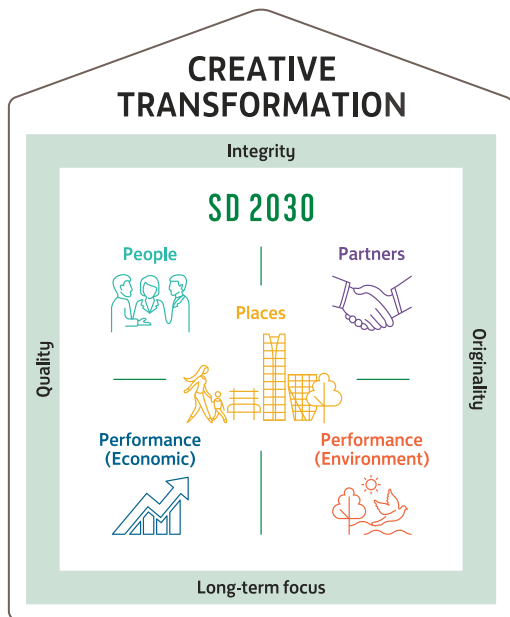 CREATIVE
TRANSFORMATION
Integrity
SD 2030
People
Partners
Places
Quality
Originality
Performance
(Economic)
Performance
(Environment)
Long-term focus